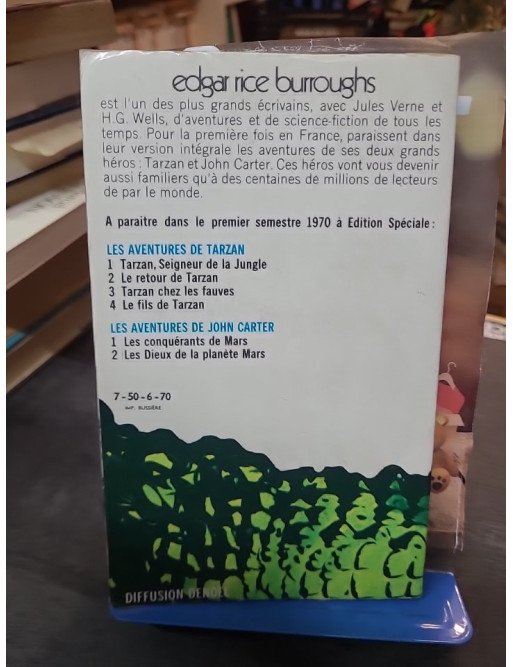 edgar rice burroughs
est l'un des plus grands écrivains, avec Jules Verne et
H.G. Wells, d'aventures et de science-fiction de tous les
temps. Pour la première fois en France, paraissent dans
leur version intégrale les aventures de ses deux grands
héros : Tarzan et John Carter. Ces héros vont vous devenir
aussi familiers qu'à des centaines de millions de lecteurs
de par le monde.
A paraitre dans le premier semestre 1970 à Edition Spéciale :
LES AVENTURES DE TARZAN
1 Tarzan, Seigneur de la Jungle
2 Le retour de Tarzan
3 Tarzan chez les fauves
4 Le fils de Tarzan
LES AVENTURES DE JOHN CARTER
1 Les conquérants de Mars
2 Les Dieux de la planète Mars
7-50-6-70
IMP. BUSSIÈRE
DIFFUSION DENOËL